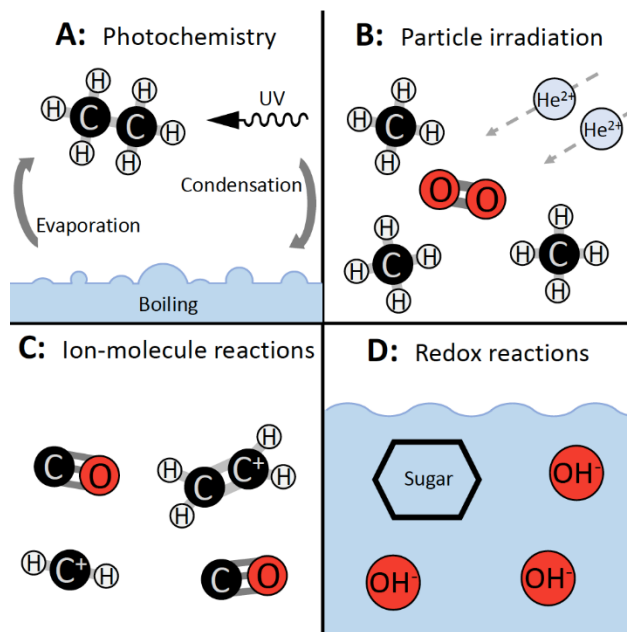 A: Photochemistry
H H
H C C H
H H
UV
Condensation
Evaporation
Boiling
B: Particle irradiation
He²⁺
He²⁺
H
H C H
H
O O
H
H C H
H
H
H C H
H
C: Ion-molecule reactions
C O
H
H C⁺ H
C
H
H C⁺ H
C O
D: Redox reactions
Sugar
OH⁻
OH⁻
OH⁻